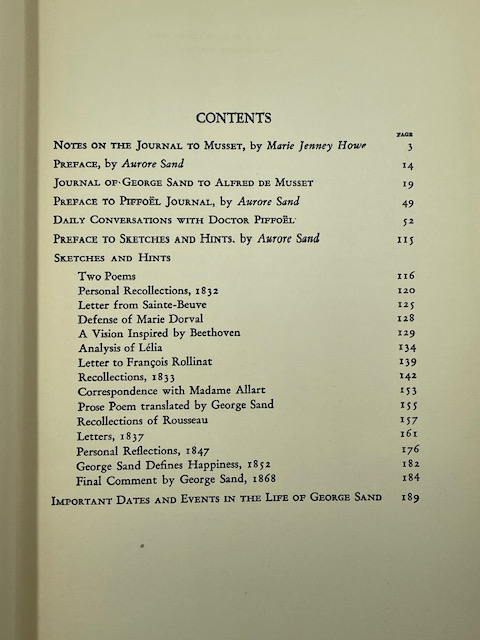 CONTENTS
PAGE
NOTES ON THE JOURNAL TO MUSSET, by Marie Jenney Howe 3
PREFACE, by Aurore Sand 14
JOURNAL OF GEORGE SAND TO ALFRED DE MUSSET 19
PREFACE TO PIFFOËL JOURNAL, by Aurore Sand 49
DAILY CONVERSATIONS WITH DOCTOR PIFFOËL 52
PREFACE TO SKETCHES AND HINTS. by Aurore Sand 115
SKETCHES AND HINTS
Two Poems 116
Personal Recollections, 1832 120
Letter from Sainte-Beuve 125
Defense of Marie Dorval 128
A Vision Inspired by Beethoven 129
Analysis of Lélia 134
Letter to François Rollinat 139
Recollections, 1833 142
Correspondence with Madame Allart 153
Prose Poem translated by George Sand 155
Recollections of Rousseau 157
Letters, 1837 161
Personal Reflections, 1847 176
George Sand Defines Happiness, 1852 182
Final Comment by George Sand, 1868 184
IMPORTANT DATES AND EVENTS IN THE LIFE OF GEORGE SAND 189